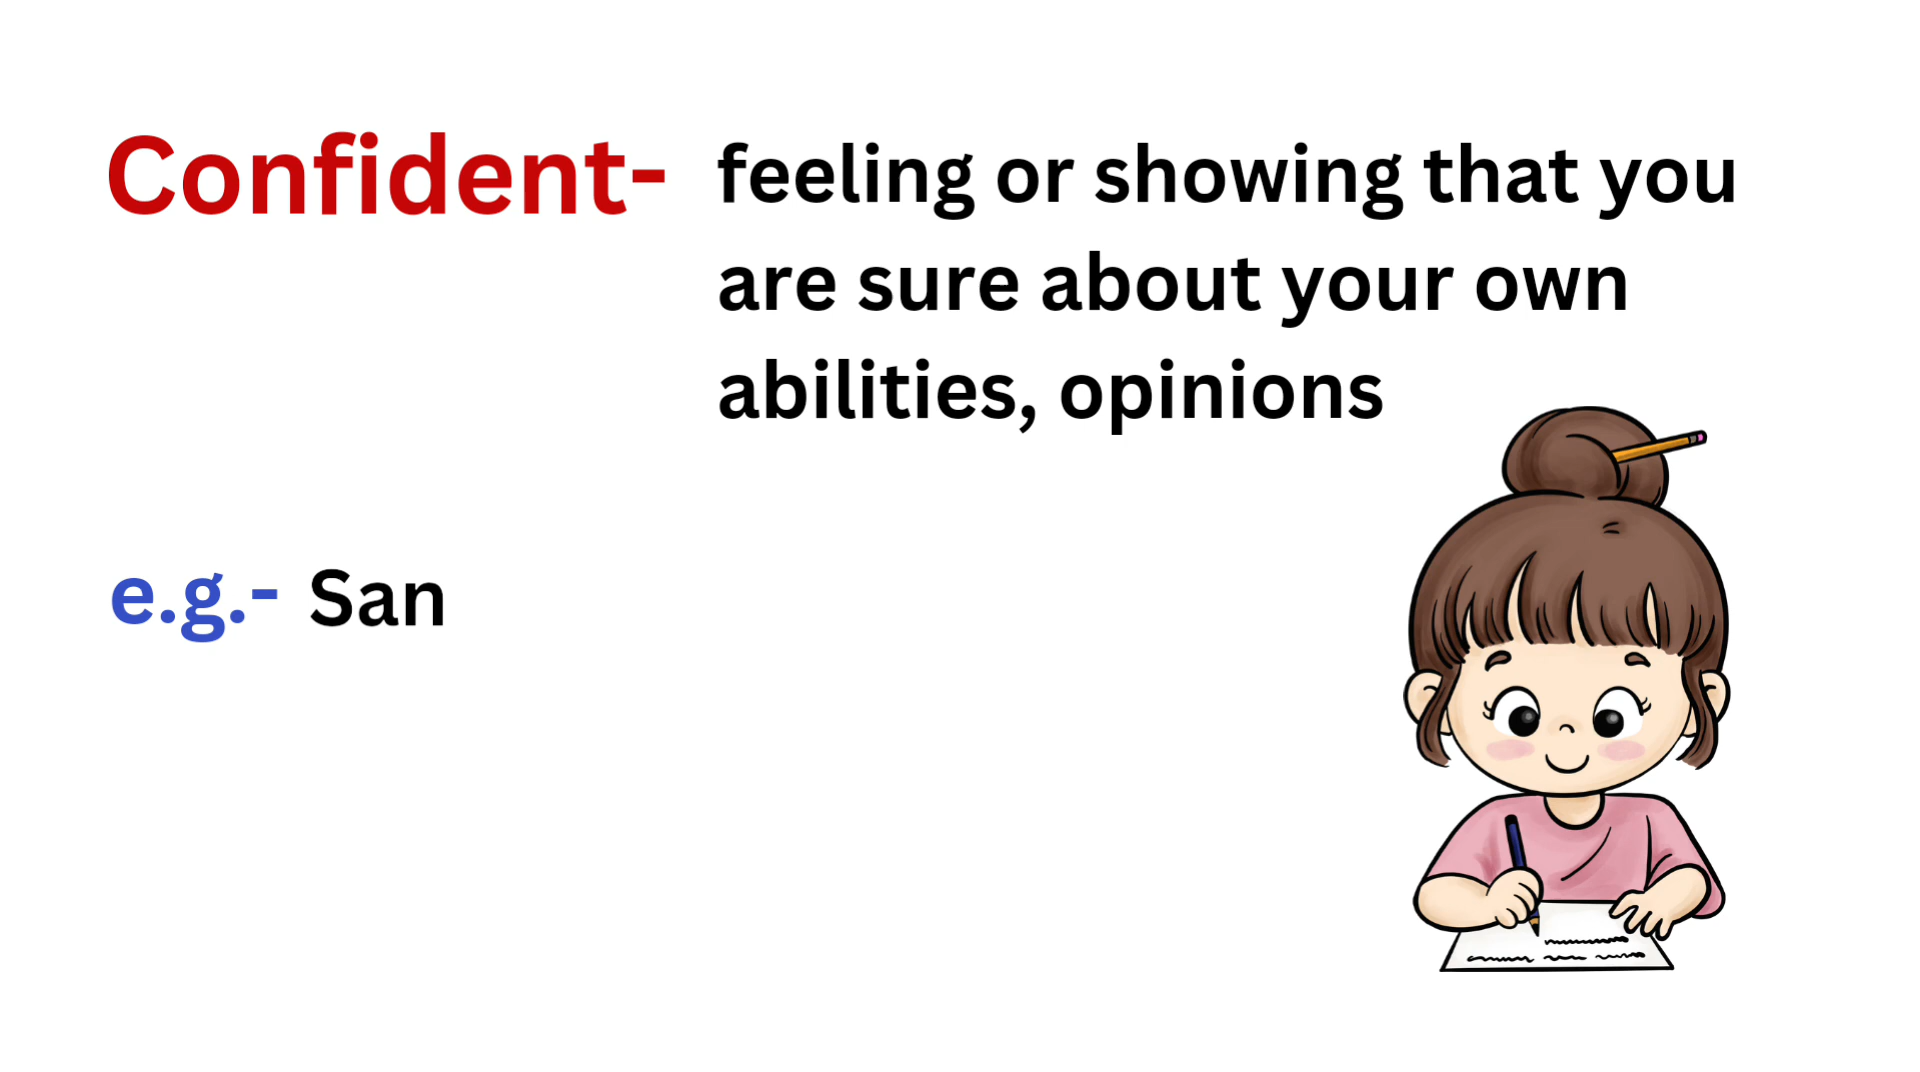 Confident- feeling or showing that you
are sure about your own
abilities, opinions
e.g.- San